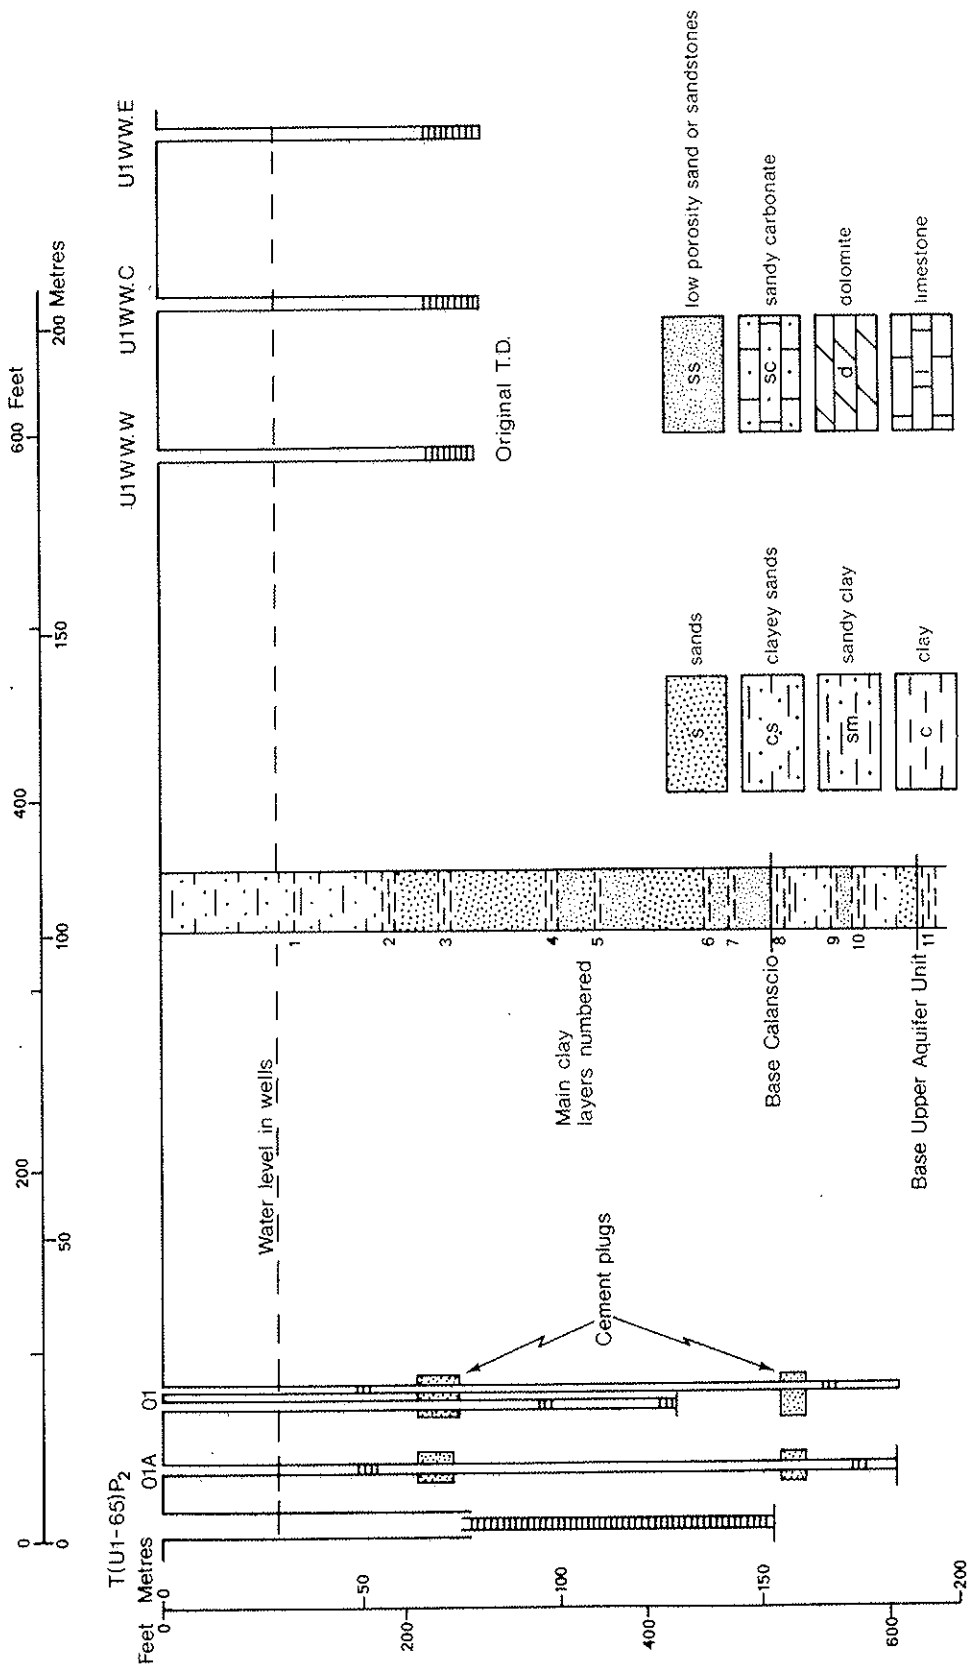 600 Feet
400
200
0
200 Metres
150
100
50
0
T(U1-65)P2
01A
01
U1WW.W
U1WW.C
U1WW.E
Feet
Metres
0
50
100
150
200
200
400
600
Water level in wells
Original T.D.
Cement plugs
Main clay
layers numbered
1
2
3
4
5
6
7
8
9
10
11
Base Calanscio
Base Upper Aquifer Unit
s
sands
cs
clayey sands
sm
sandy clay
c
clay
ss
low porosity sand or sandstones
sc
sandy carbonate
d
dolomite
l
limestone